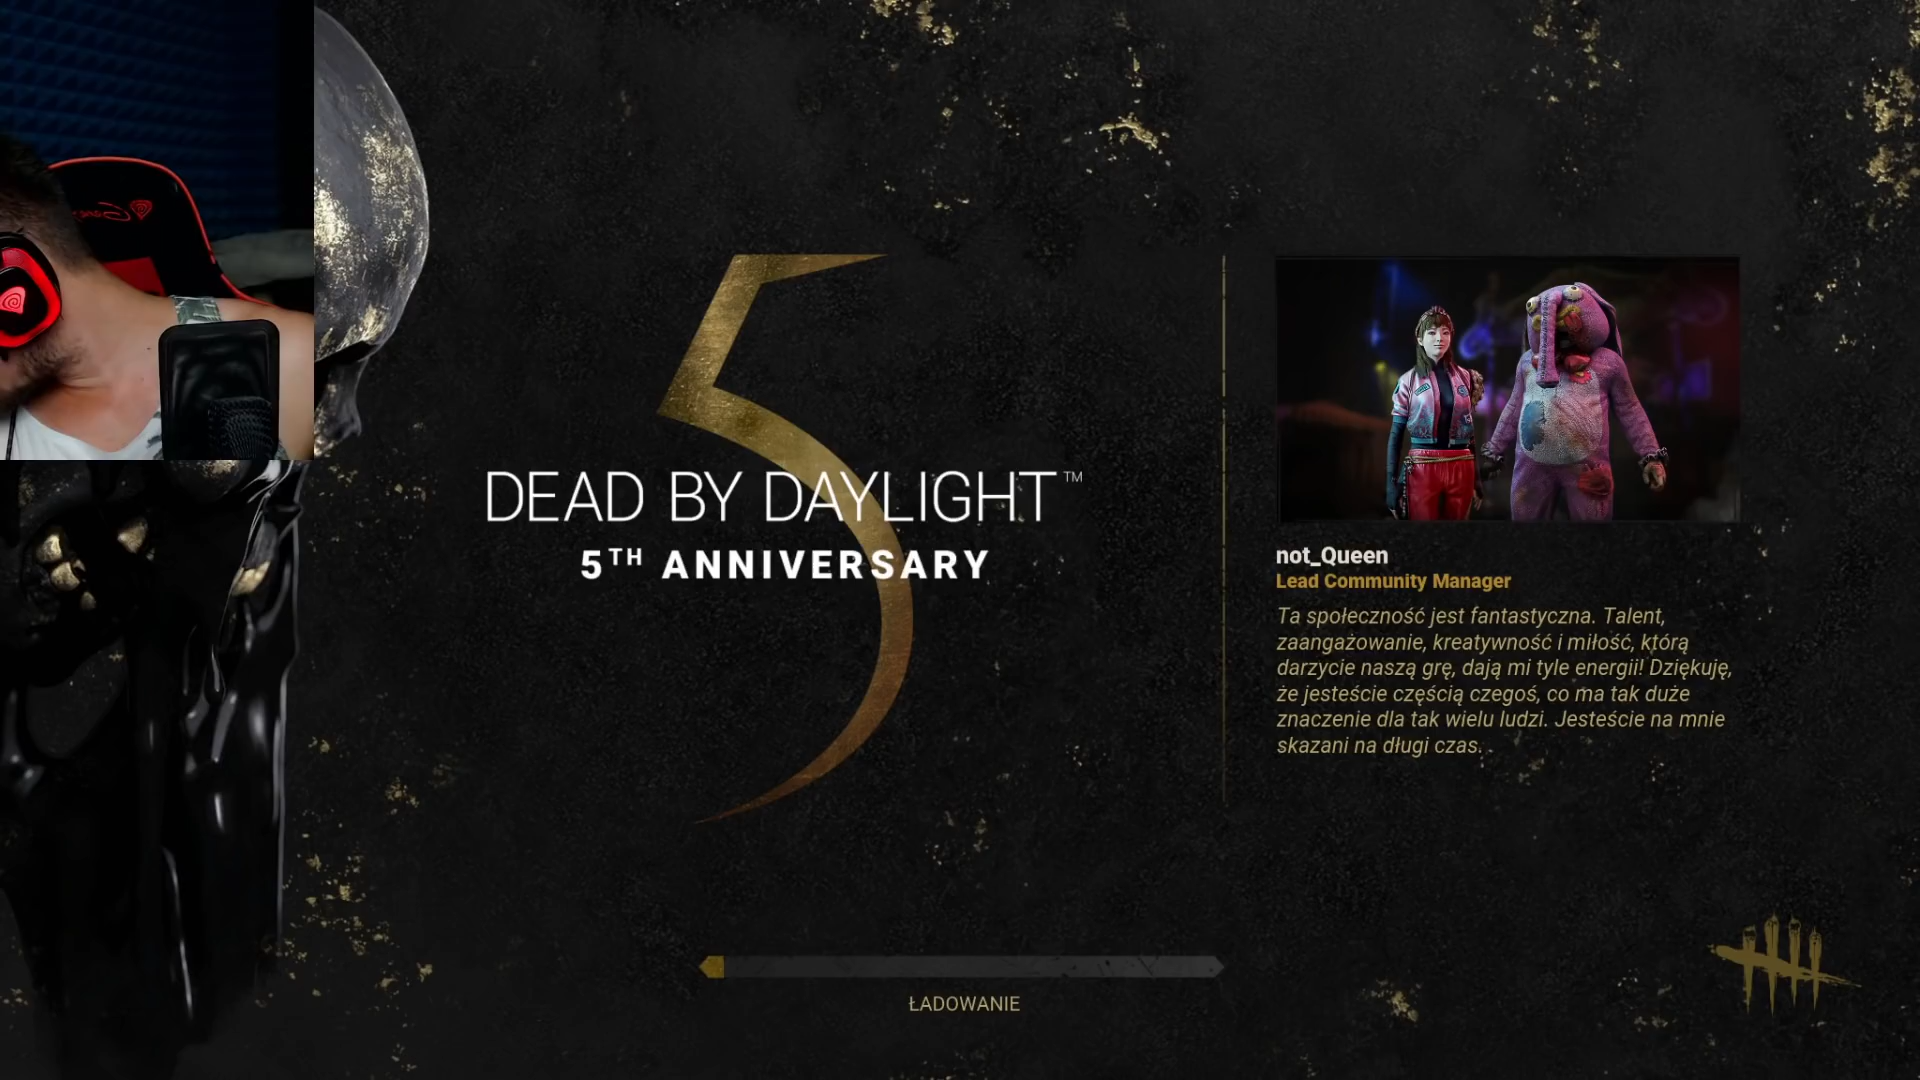 DEAD BY DAYLIGHT™
5TH ANNIVERSARY
not_Queen
Lead Community Manager
Ta społeczność jest fantastyczna. Talent,
zaangażowanie, kreatywność i miłość, którą
darzycie naszą grę, dają mi tyle energii! Dziękuję,
że jesteście częścią czegoś, co ma tak duże
znaczenie dla tak wielu ludzi. Jesteście na mnie
skazani na długi czas.
ŁADOWANIE